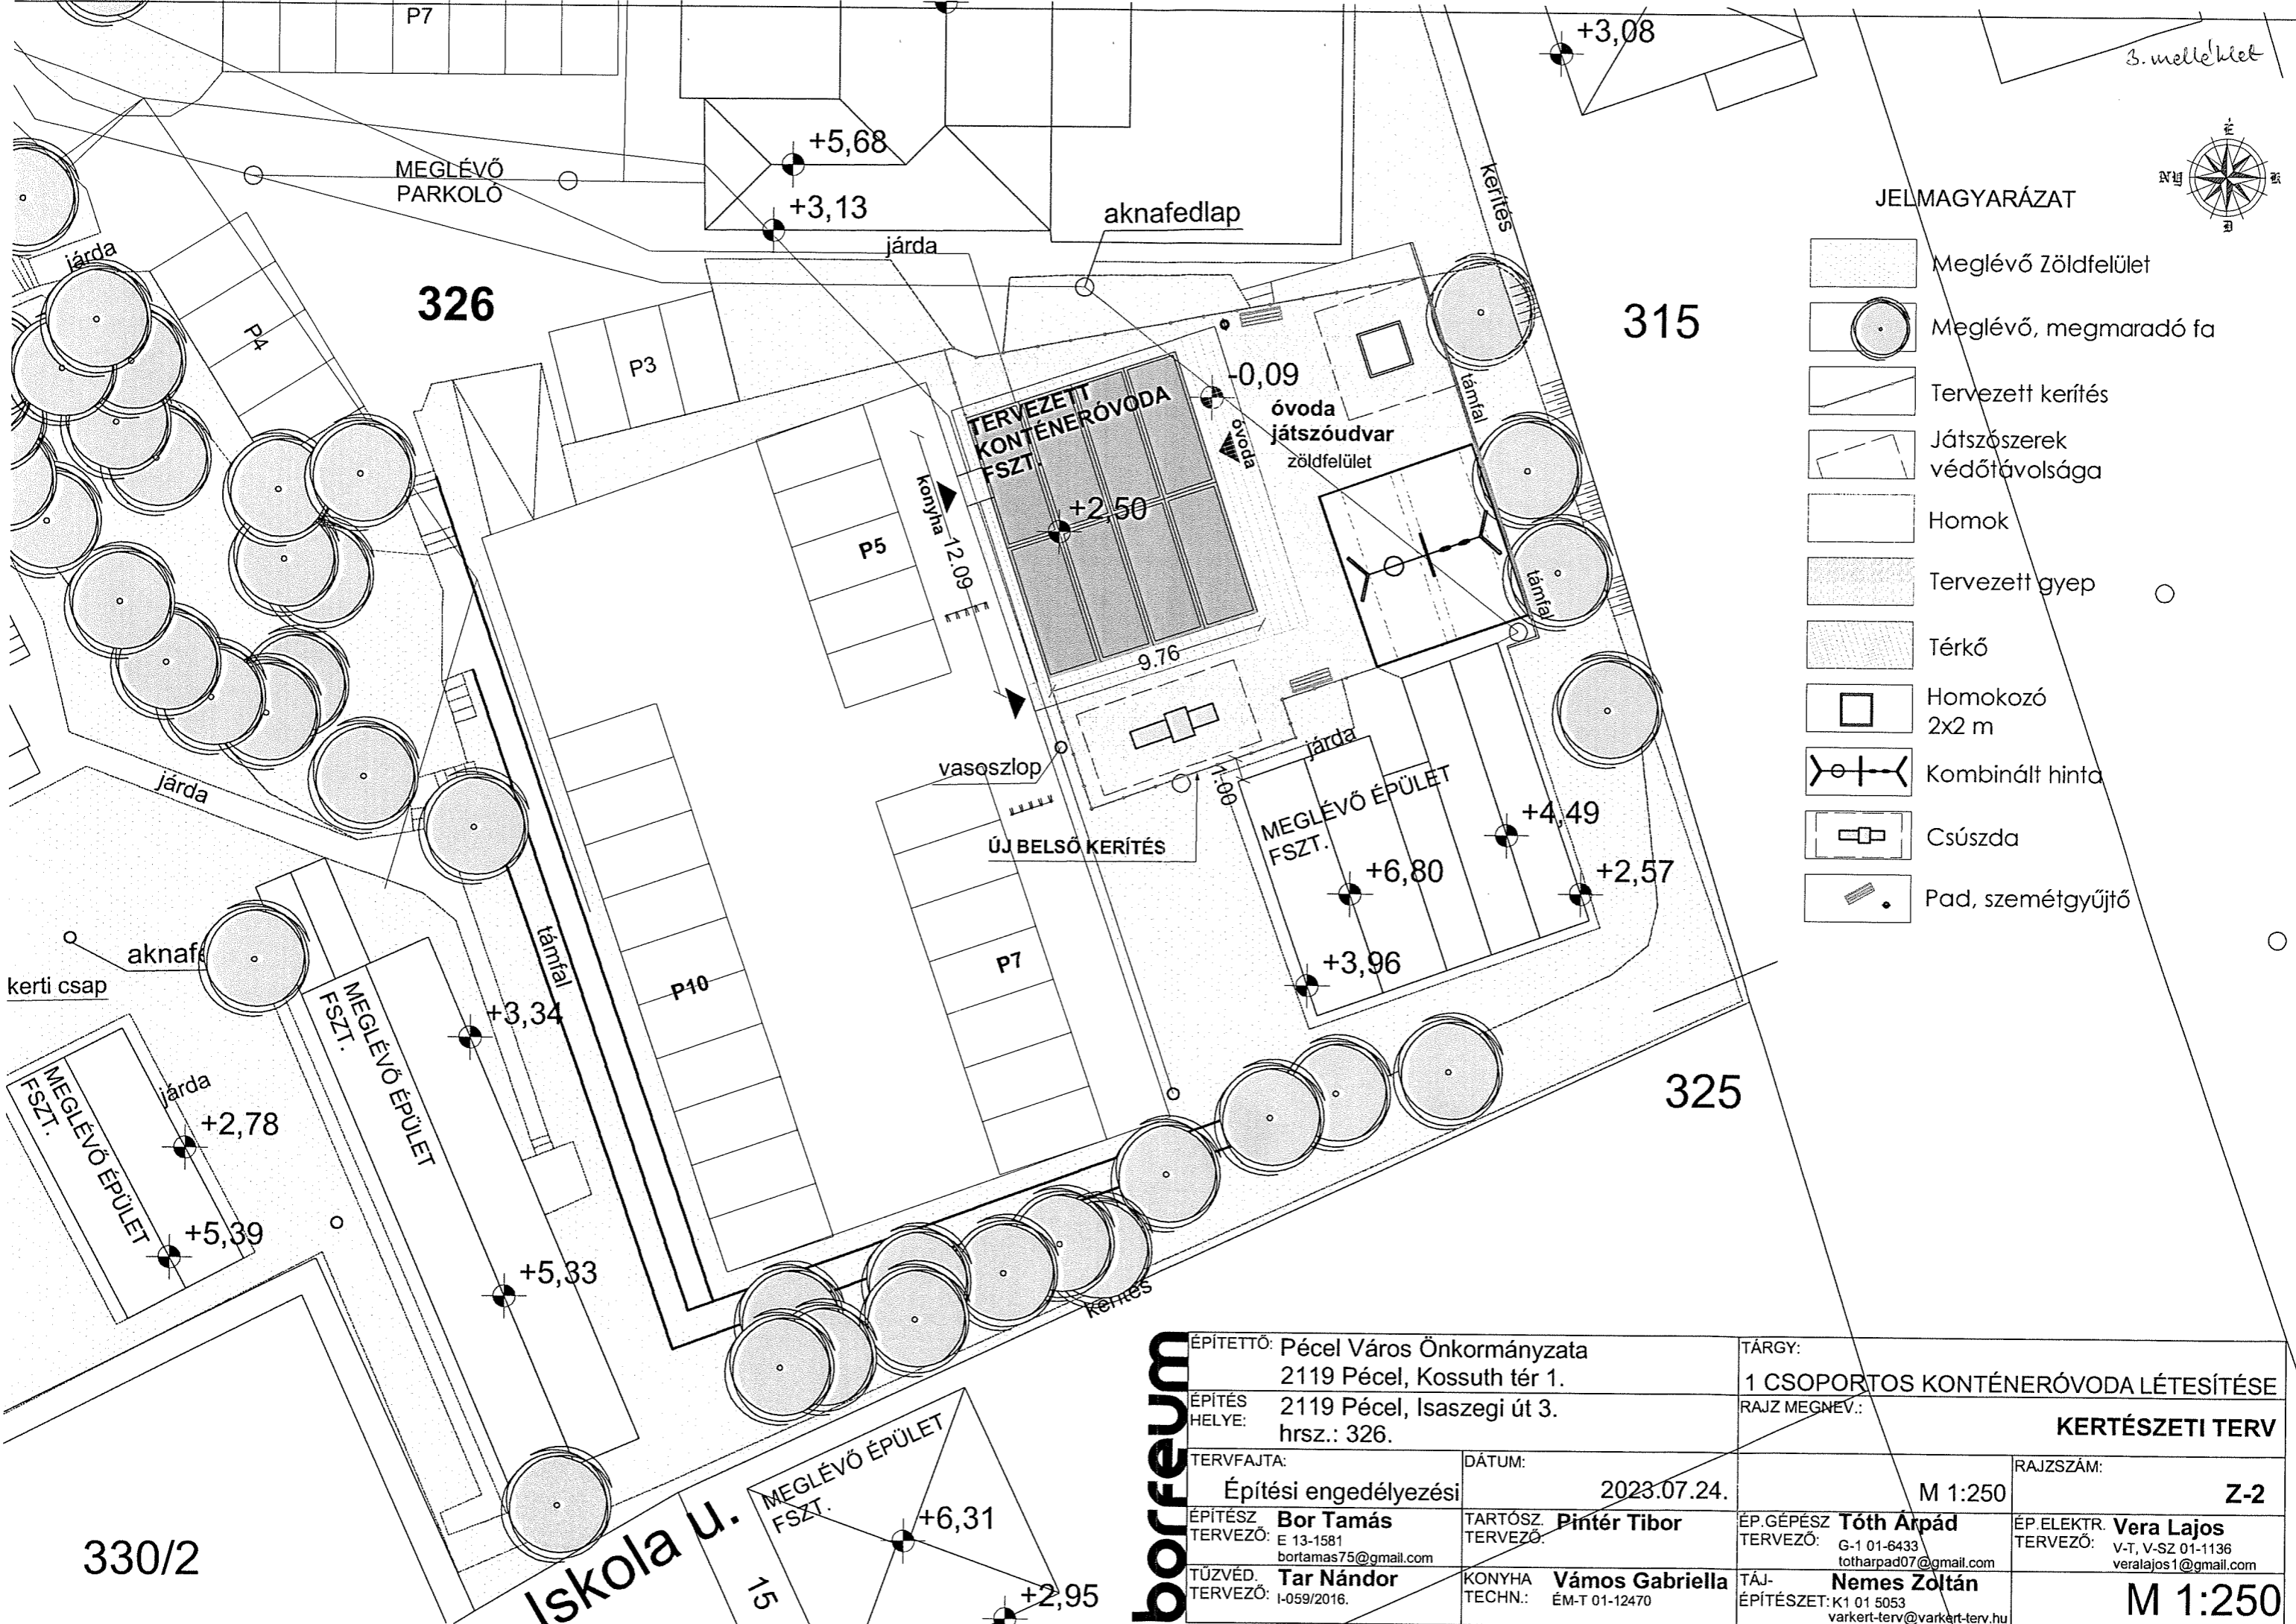 P7
+3,08
3. melléklet
+5,68
MEGLÉVŐ
PARKOLÓ
+3,13
aknafedlap
járda
kerítés
járda
326
P4
P3
315
É
NY
K
D
JELMAGYARÁZAT
Meglévő Zöldfelület
Meglévő, megmaradó fa
Tervezett kerítés
Játszószerek
védőtávolsága
Homok
Tervezett gyep
Térkő
Homokozó
2x2 m
Kombinált hinta
Csúszda
Pad, szemétgyűjtő
TERVEZETT
KONTÉNERÓVODA
FSZT.
-0,09
óvoda
játszóudvar
zöldfelület
óvoda
támfal
+2,50
konyha
12.09
P5
támfal
9.76
vasoszlop
járda
1.00
ÚJ BELSŐ KERÍTÉS
MEGLÉVŐ ÉPÜLET
FSZT.
+4,49
+6,80
+2,57
+3,96
járda
támfal
P10
P7
aknafe
kerti csap
MEGLÉVŐ ÉPÜLET
FSZT.
+3,34
MEGLÉVŐ ÉPÜLET
FSZT.
járda
+2,78
+5,39
+5,33
325
kerítés
330/2
Iskola u.
MEGLÉVŐ ÉPÜLET
FSZT.
+6,31
15
+2,95
borfeum
ÉPÍTETTŐ: Pécel Város Önkormányzata
2119 Pécel, Kossuth tér 1.
TÁRGY:
1 CSOPORTOS KONTÉNERÓVODA LÉTESÍTÉSE
ÉPÍTÉS HELYE: 2119 Pécel, Isaszegi út 3.
hrsz.: 326.
RAJZ MEGNEV.:
KERTÉSZETI TERV
TERVFAJTA:
Építési engedélyezési
DÁTUM:
2023.07.24.
M 1:250
RAJZSZÁM:
Z-2
ÉPÍTÉSZ TERVEZŐ: Bor Tamás
E 13-1581
bortamas75@gmail.com
TARTÓSZ. TERVEZŐ: Pintér Tibor
ÉP.GÉPÉSZ TERVEZŐ: Tóth Árpád
G-1 01-6433
totharpad07@gmail.com
ÉP.ELEKTR. TERVEZŐ: Vera Lajos
V-T, V-SZ 01-1136
veralajos1@gmail.com
TŰZVÉD. TERVEZŐ: Tar Nándor
I-059/2016.
KONYHA TECHN.: Vámos Gabriella
ÉM-T 01-12470
TÁJ-ÉPÍTÉSZET: Nemes Zoltán
K1 01 5053
varkert-terv@varkert-terv.hu
M 1:250